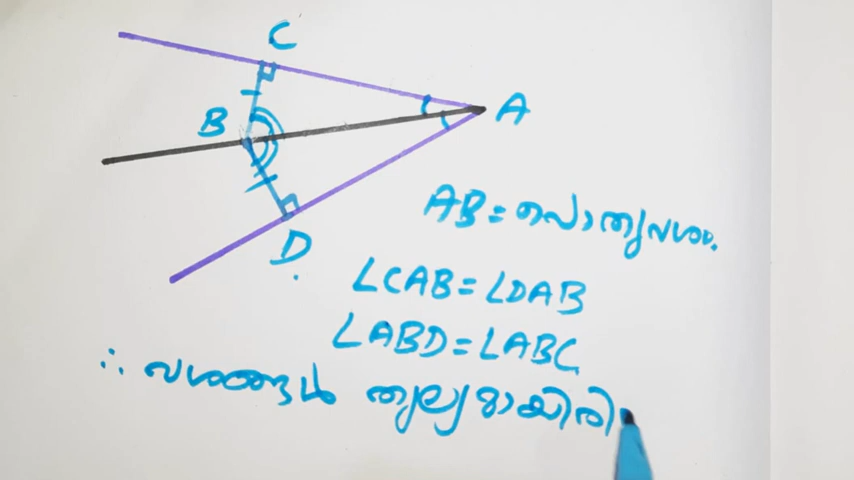 C
B
A
D
AB = പൊതുവശം.
∠CAB = ∠DAB
∠ABD = ∠ABC
∴ വശങ്ങൾ തുല്യമായിരി